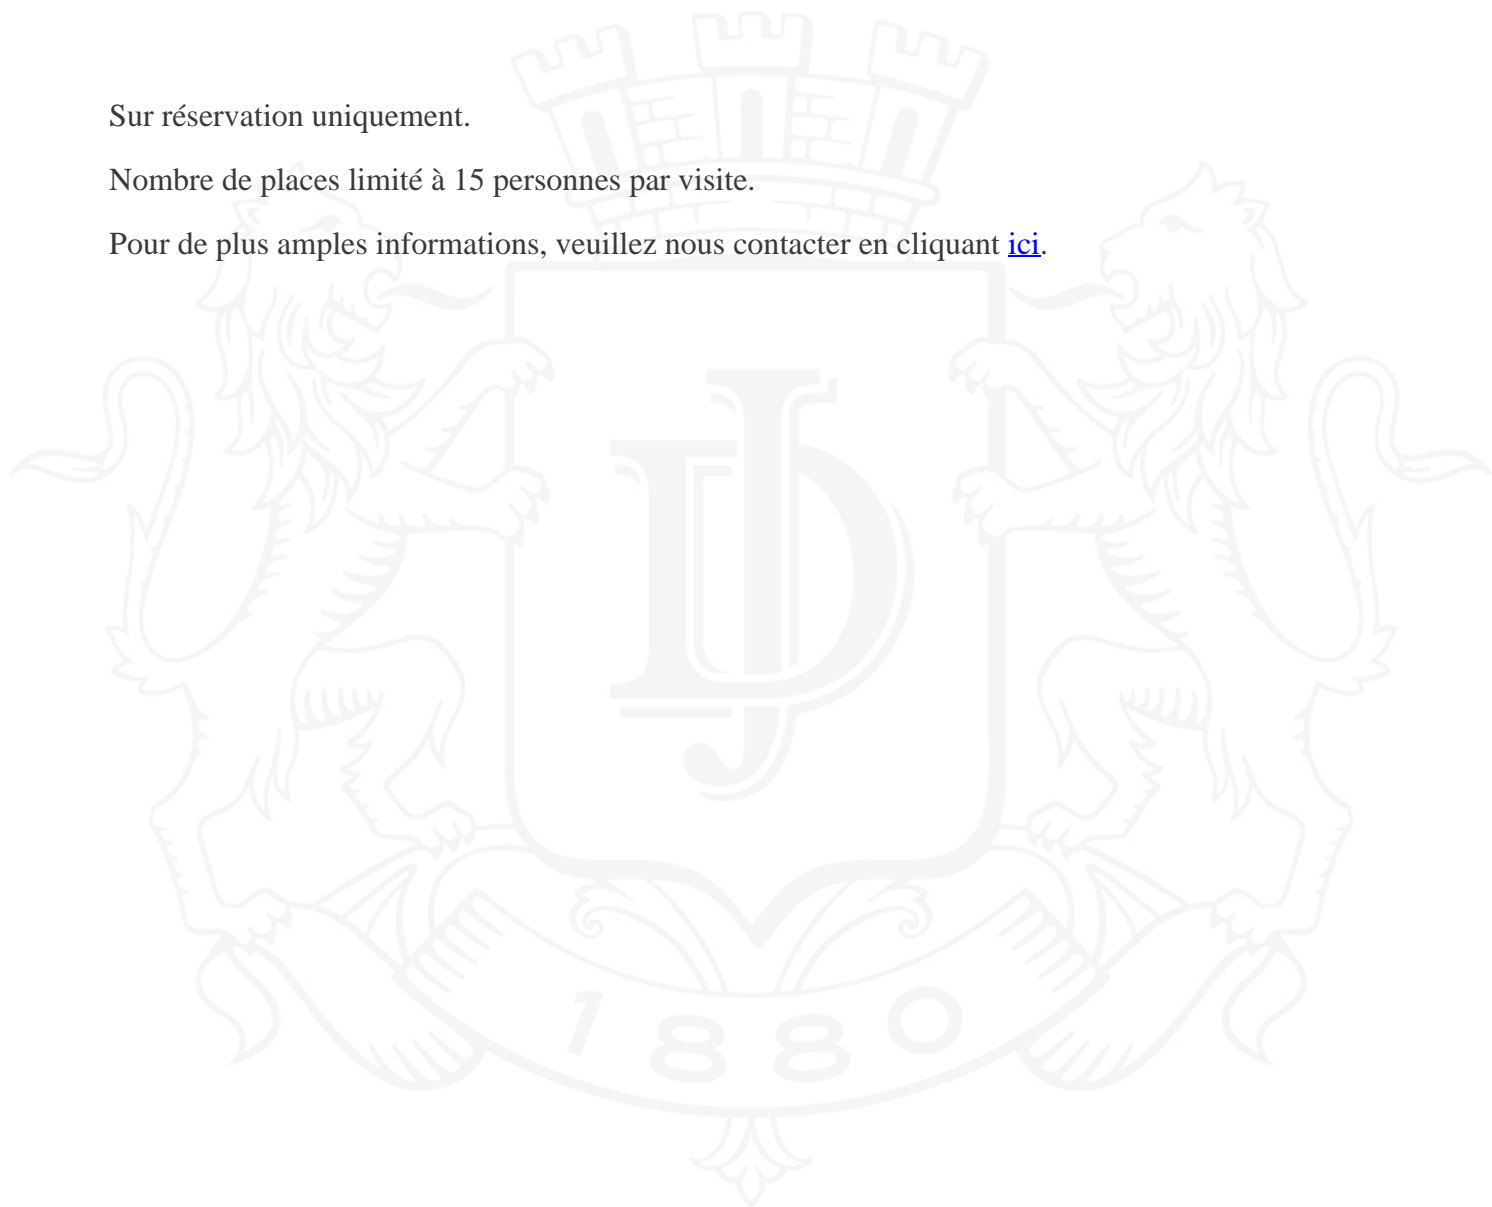 Sur réservation uniquement.
Nombre de places limité à 15 personnes par visite.
Pour de plus amples informations, veuillez nous contacter en cliquant ici.
JD
1880